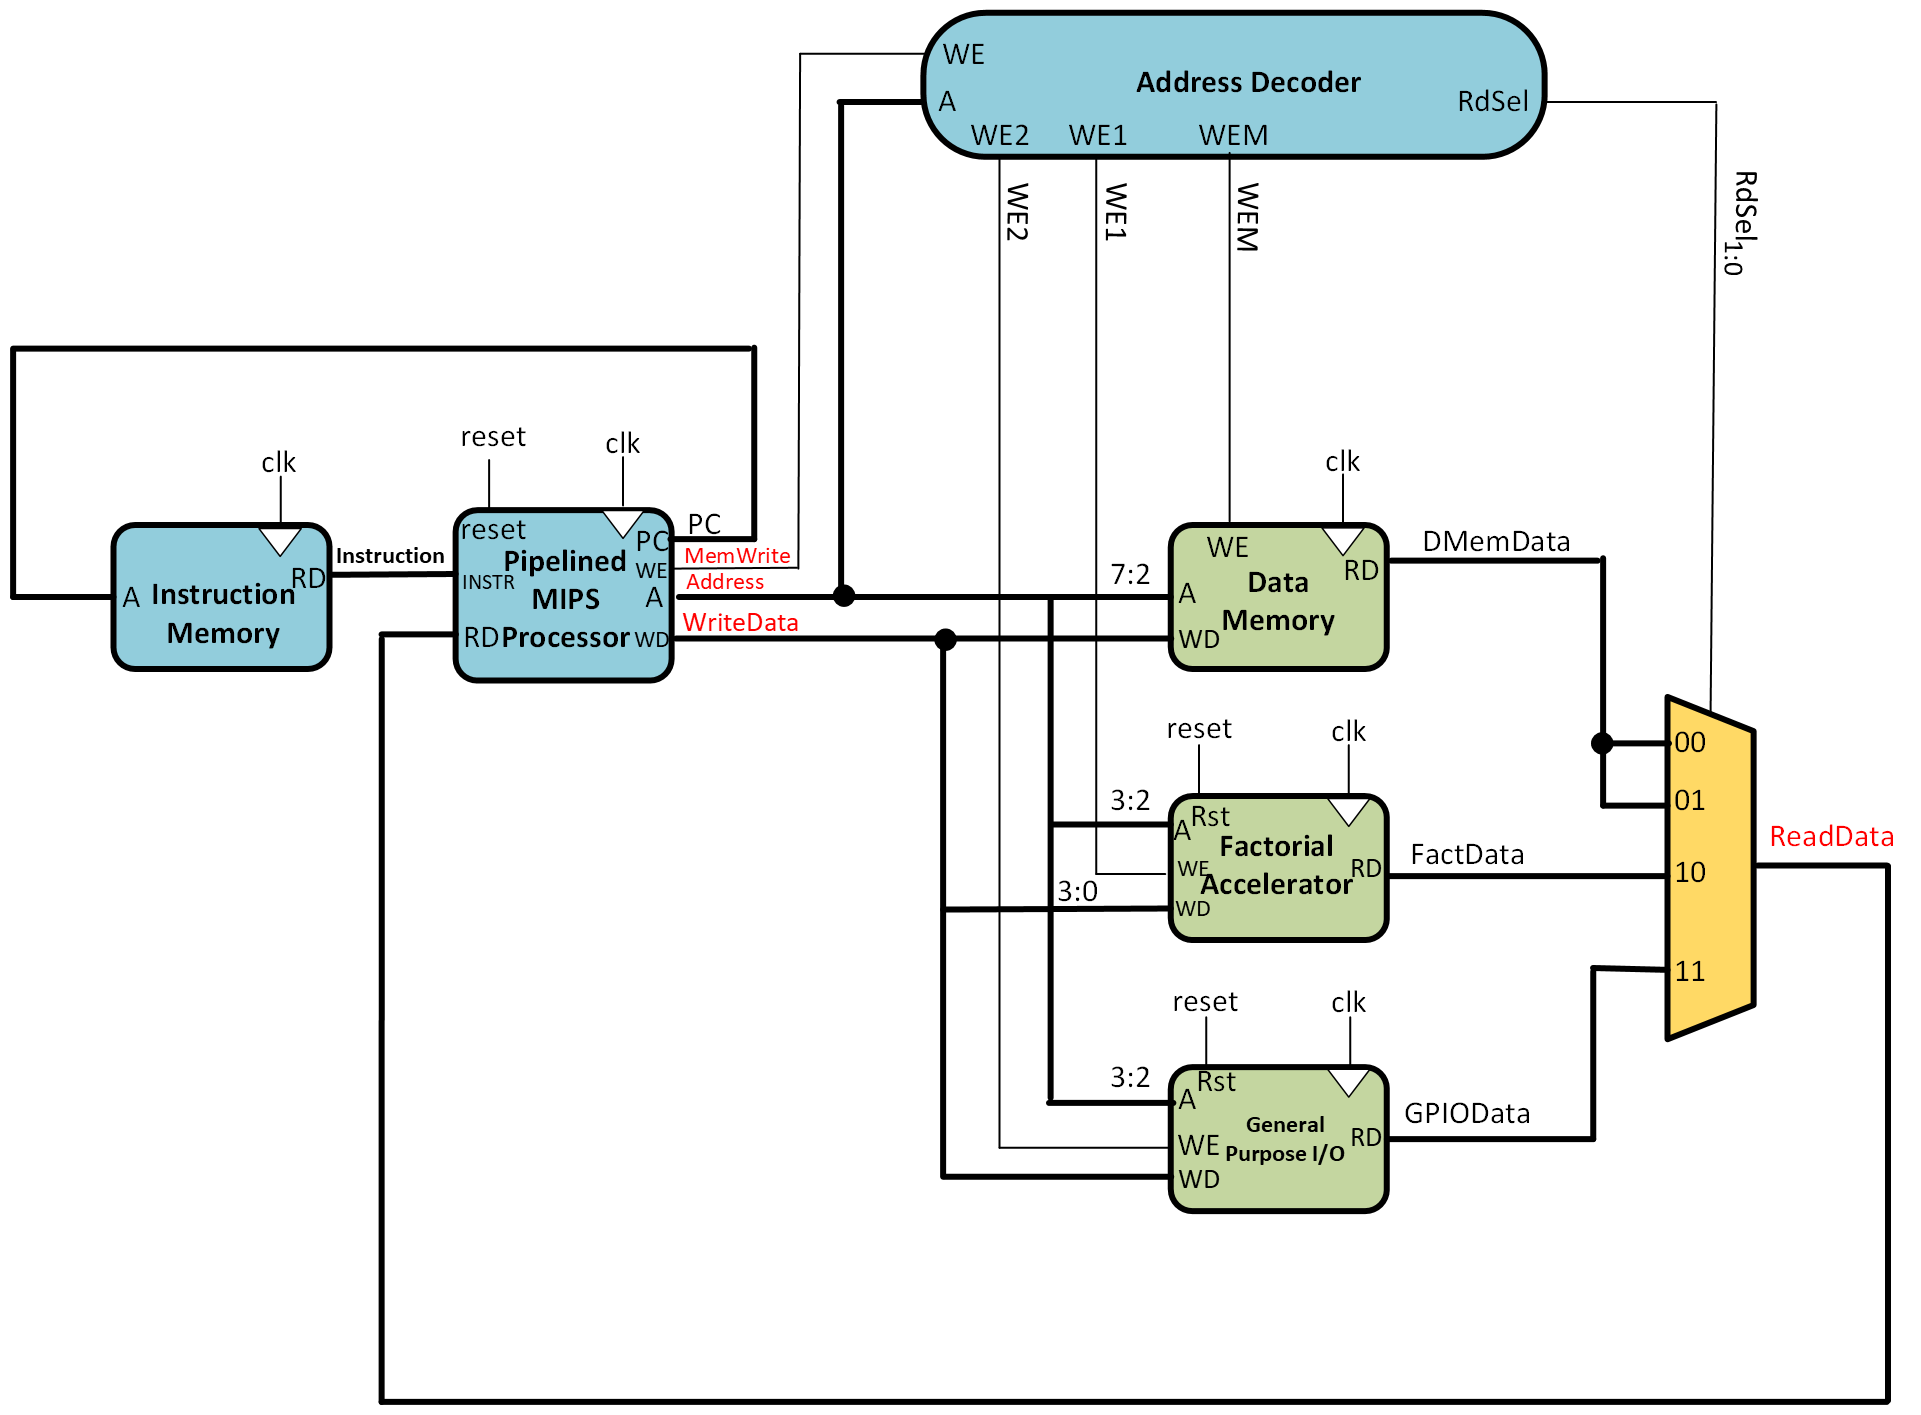 WE
Address Decoder
A
RdSel
WE2
WE1
WEM
WE2
WE1
WEM
RdSel1:0
reset
clk
clk
clk
reset
PC
PC
Instruction
Pipelined
MIPS
Processor
INSTR
WE
MemWrite
RD
A
Instruction
Memory
A
Address
RD
WD
WriteData
7:2
WE
Data
Memory
RD
A
WD
DMemData
reset
clk
3:2
Rst
A
Factorial
Accelerator
WE
RD
WD
3:0
FactData
00
01
10
11
ReadData
reset
clk
3:2
Rst
A
General
Purpose I/O
WE
RD
WD
GPIOData